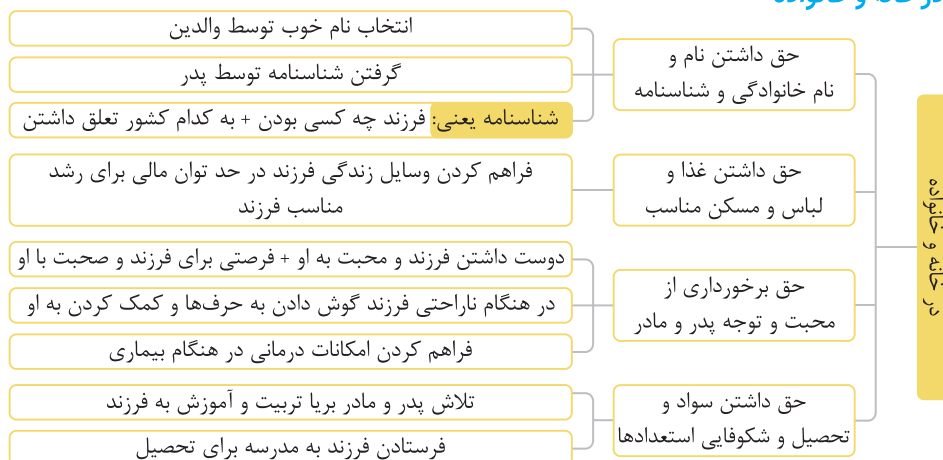 در خانه و خانواده
در خانه و خانواده
حق داشتن نام و
نام خانوادگی و شناسنامه
انتخاب نام خوب توسط والدین
گرفتن شناسنامه توسط پدر
شناسنامه یعنی: فرزند چه کسی بودن + به کدام کشور تعلق داشتن
حق داشتن غذا و
لباس و مسکن مناسب
فراهم کردن وسایل زندگی فرزند در حد توان مالی برای رشد
مناسب فرزند
حق برخورداری از
محبت و توجه پدر و مادر
دوست داشتن فرزند و محبت به او + فرصتی برای فرزند و صحبت با او
در هنگام ناراحتی فرزند گوش دادن به حرف‌ها و کمک کردن به او
فراهم کردن امکانات درمانی در هنگام بیماری
حق داشتن سواد و
تحصیل و شکوفایی استعدادها
تلاش پدر و مادر بریا تربیت و آموزش به فرزند
فرستادن فرزند به مدرسه برای تحصیل